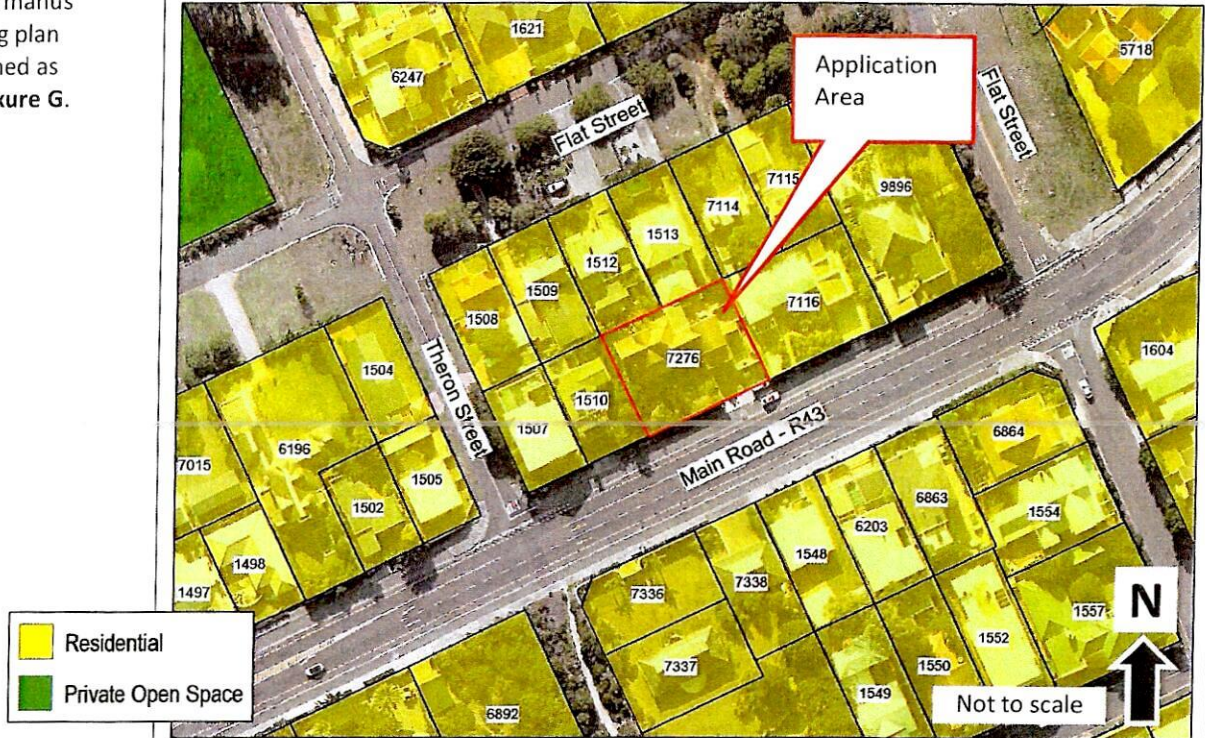 manus
g plan
ned as
xure G.
1621
6247
5718
Application
Area
Flat Street
Flat Street
7115
7114
9896
1513
1512
1509
1508
7116
7276
1604
1504
Theron Street
1510
1507
Main Road - R43
6864
6196
7015
1505
1502
6863
1554
6203
1548
1498
1497
7338
7336
1557
N
1552
7337
1550
1549
Residential
Private Open Space
6892
Not to scale